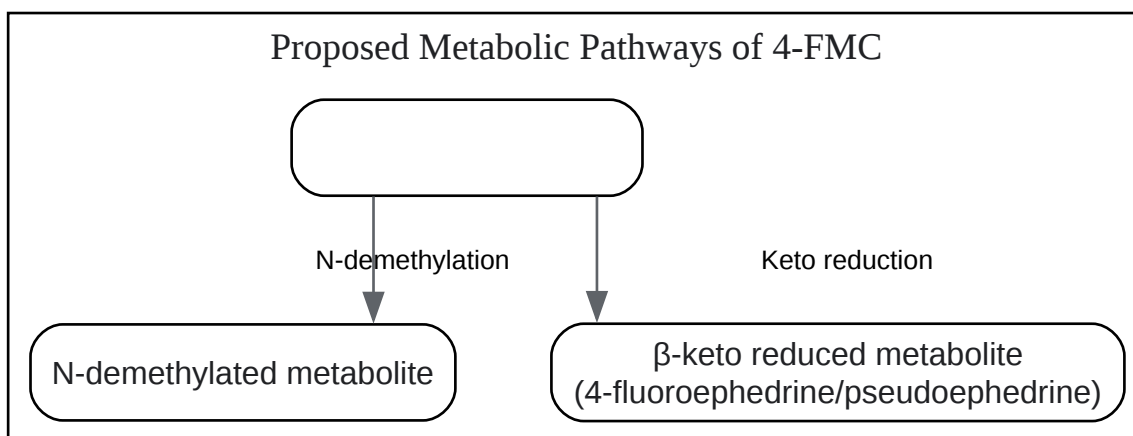 Proposed Metabolic Pathways of 4-FMC
N-demethylation
Keto reduction
N-demethylated metabolite
β-keto reduced metabolite
(4-fluoroephedrine/pseudoephedrine)